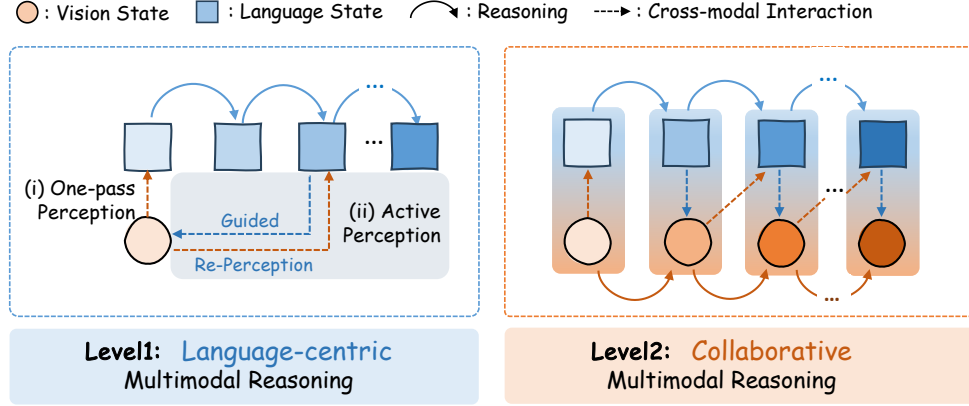 : Vision State : Language State : Reasoning : Cross-modal Interaction
...
(i) One-pass
Perception
...
Guided
(ii) Active
Perception
Re-Perception
Level1: Language-centric
Multimodal Reasoning
...
...
...
Level2: Collaborative
Multimodal Reasoning